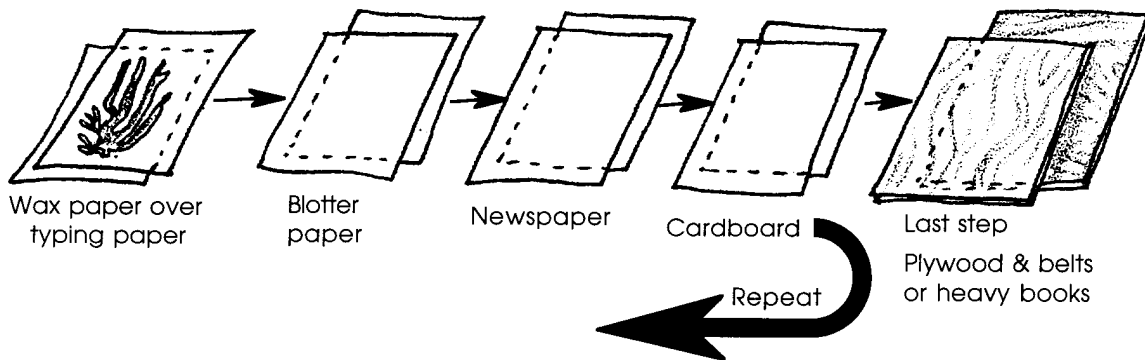 Wax paper over
typing paper
Blotter
paper
Newspaper
Cardboard
Last step
Plywood & belts
or heavy books
Repeat